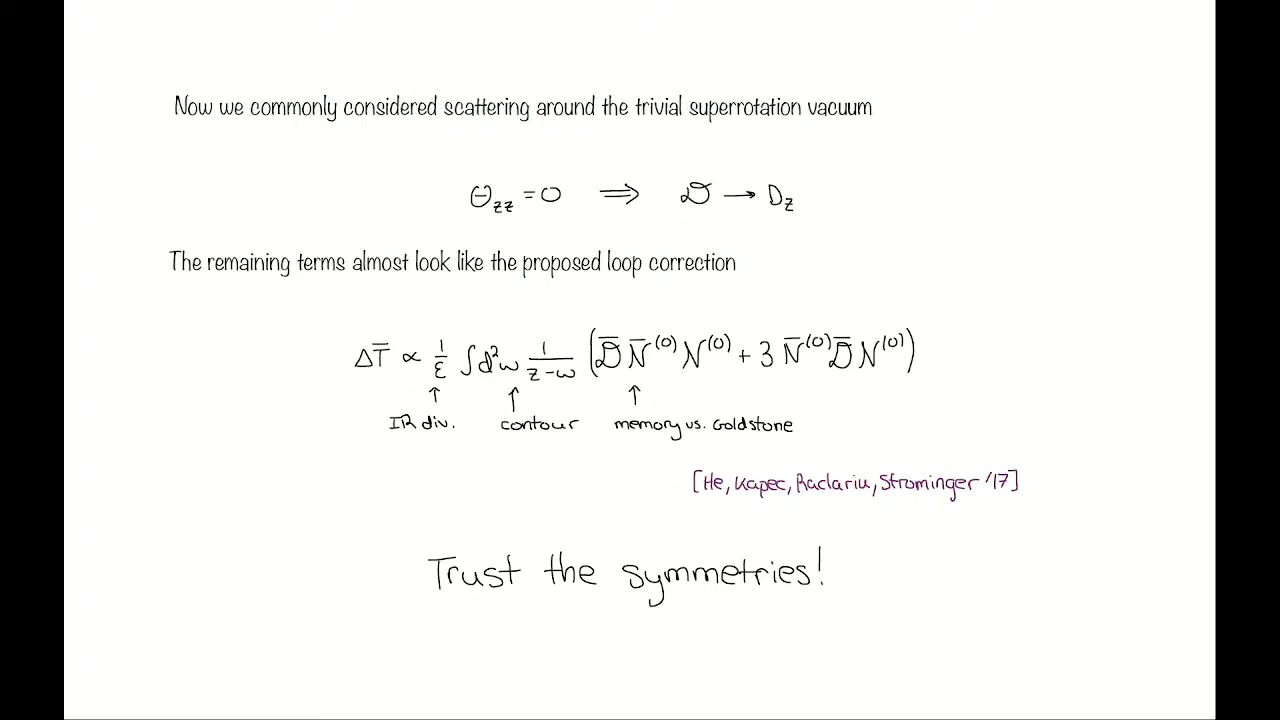 Now we commonly considered scattering around the trivial superrotation vacuum
Θ_zz = 0 ⟹ 𝒟 → D_z
The remaining terms almost look like the proposed loop correction
ΔT̄ ∝ 1/ε ∫d²w 1/(z-w) (𝒟̄ N̄^(0) N^(0) + 3 N̄^(0) 𝒟̄ N^(0))
↑ ↑ ↑
IR div. contour memory vs. Goldstone
[He, Kapec, Raclariu, Strominger '17]
Trust the symmetries!